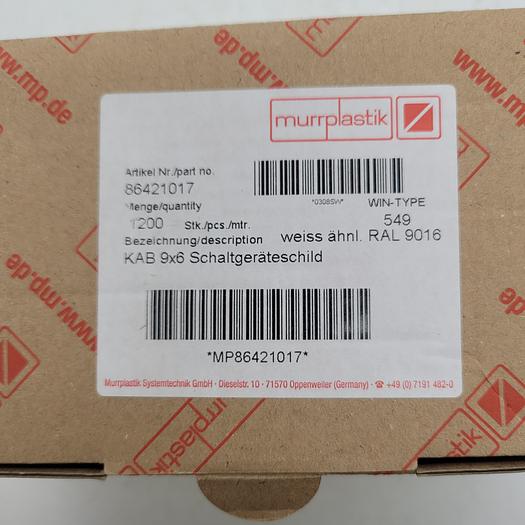 www.mp.de
www.mp.de
murrplastik
Artikel Nr./part no.
86421017
*0308SW*
WIN-TYPE
Menge/quantity
1200 Stk./pcs./mtr.
549
Bezeichnung/description
weiss ähnl. RAL 9016
KAB 9x6 Schaltgeräteschild
*MP86421017*
Murrplastik Systemtechnik GmbH · Dieselstr. 10 · 71570 Oppenweiler (Germany) · ☎ +49 (0) 7191 482-0